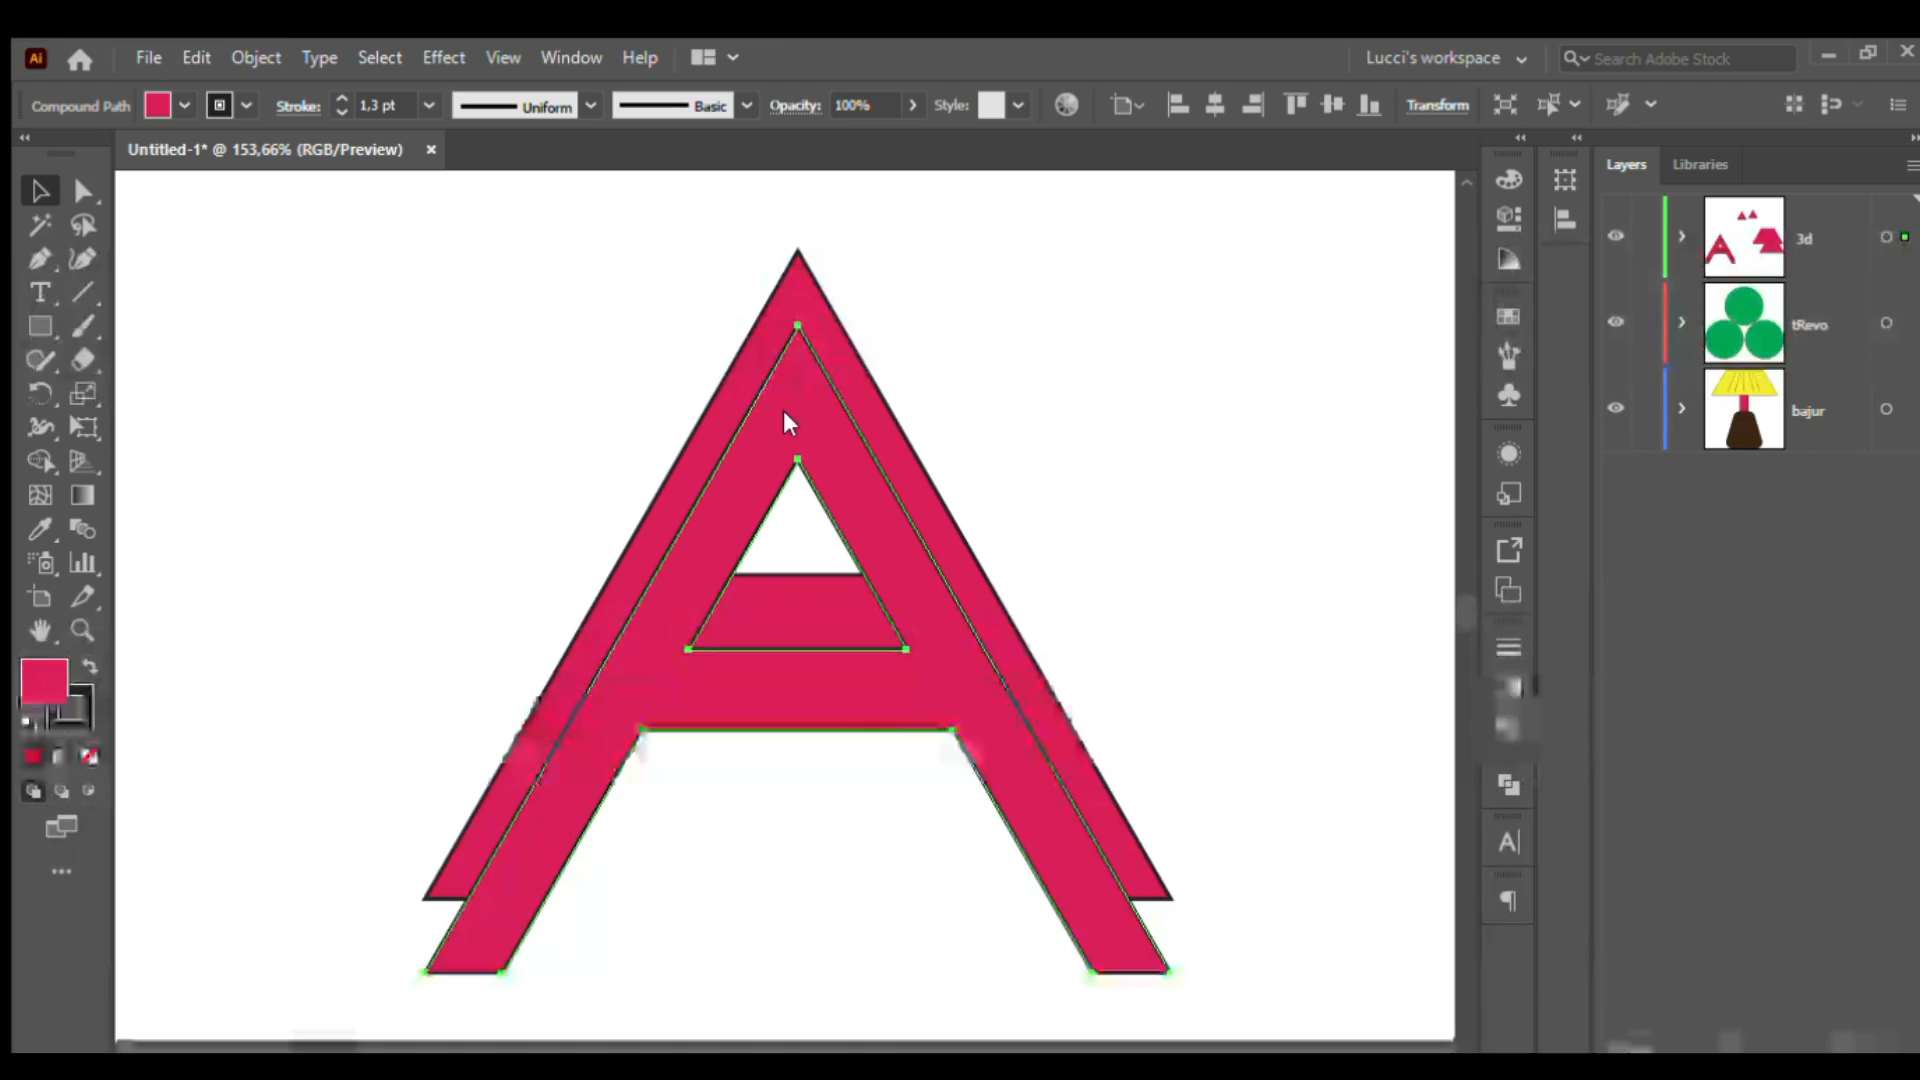 Ai File Edit Object Type Select Effect View Window Help Lucci's workspace Search Adobe Stock
Compound Path Stroke: 1,3 pt Uniform Basic Opacity: 100% Style: Transform
Untitled-1* @ 153,66% (RGB/Preview)
Layers Libraries
3d
tRevo
bajur
A